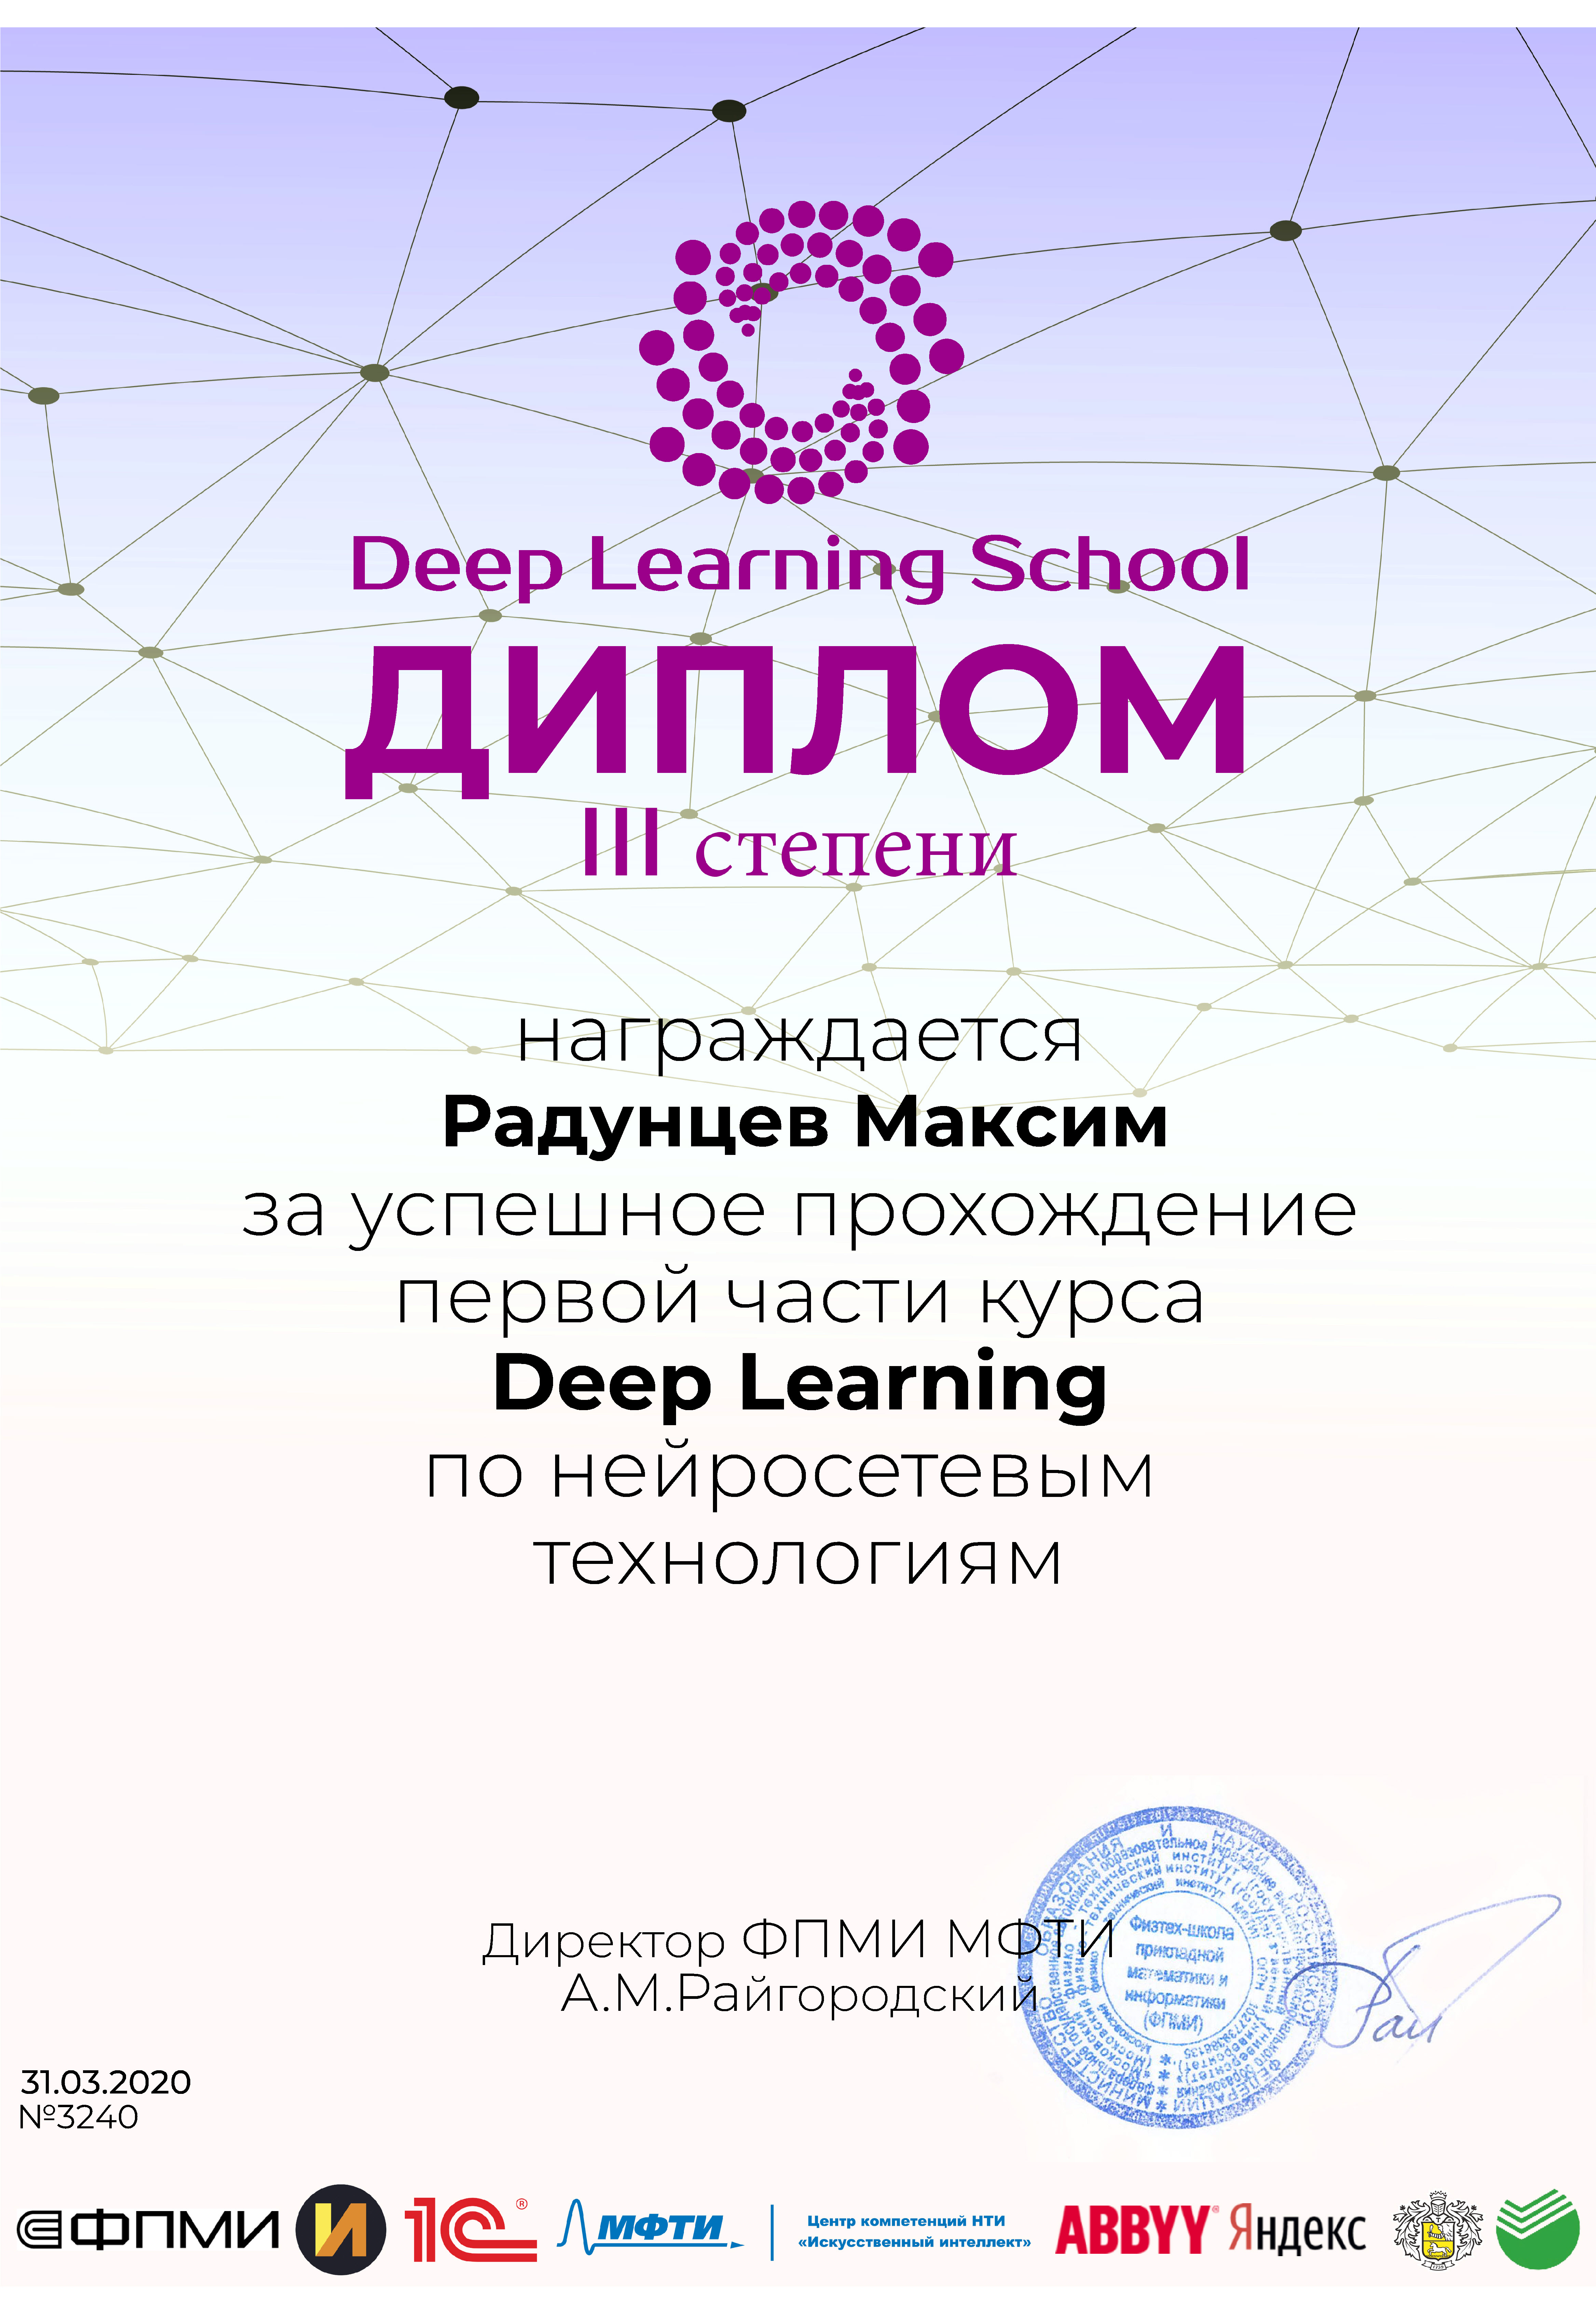 Deep Learning School
ДИПЛОМ
III степени
награждается
Радунцев Максим
за успешное прохождение
первой части курса
Deep Learning
по нейросетевым
технологиям
Директор ФПМИ МФТИ
А.М.Райгородский
Физтех-школа
прикладной
математики и
информатики
(ФПМИ)
31.03.2020
№3240
ФПМИ
И
1С®
МФТИ
Центр компетенций НТИ
«Искусственный интеллект»
ABBYY®
Яндекс